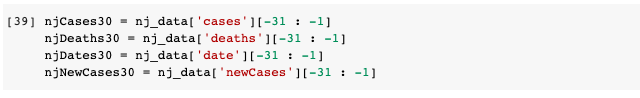 [39] njCases30 = nj_data['cases'][-31 : -1]
njDeaths30 = nj_data['deaths'][-31 : -1]
njDates30 = nj_data['date'][-31 : -1]
njNewCases30 = nj_data['newCases'][-31 : -1]